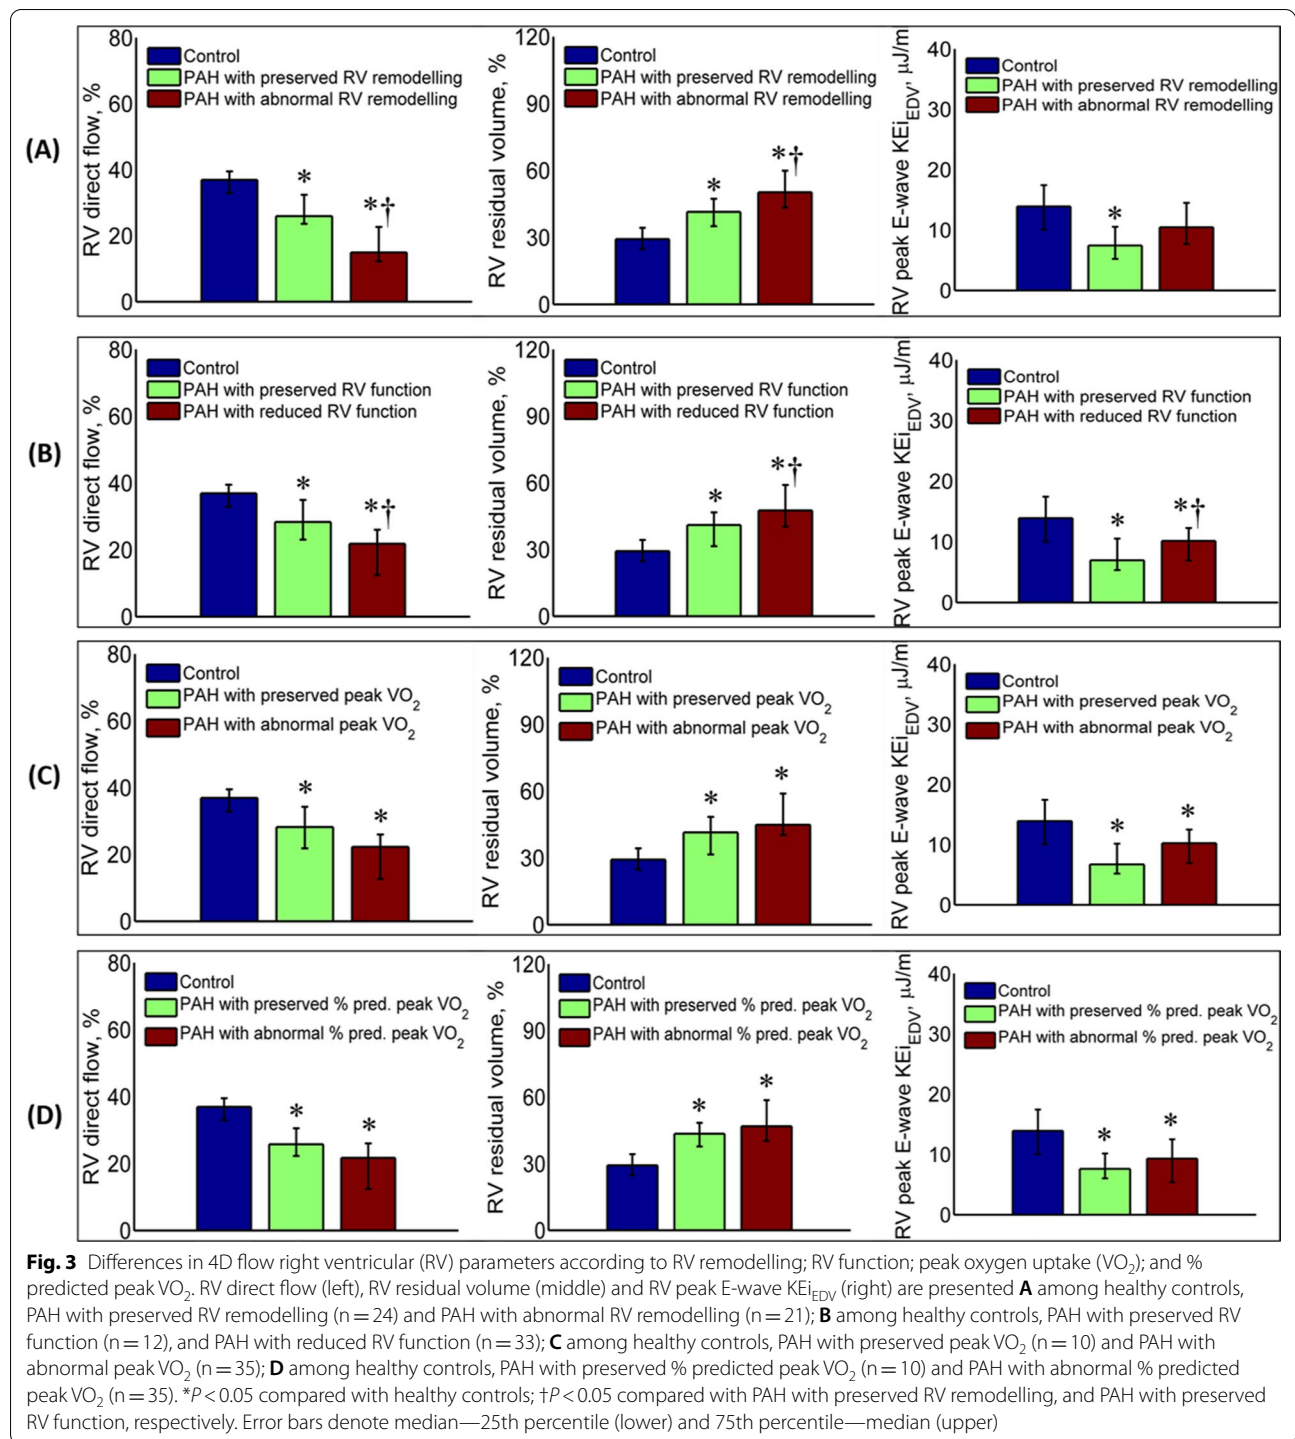 (A)
RV direct flow, %
80
60
40
20
0
Control
PAH with preserved RV remodelling
PAH with abnormal RV remodelling
*
*†
RV residual volume, %
120
90
60
30
0
Control
PAH with preserved RV remodelling
PAH with abnormal RV remodelling
*
*†
RV peak E-wave KEi_EDV, µJ/m
40
30
20
10
0
Control
PAH with preserved RV remodelling
PAH with abnormal RV remodelling
*
(B)
RV direct flow, %
80
60
40
20
0
Control
PAH with preserved RV function
PAH with reduced RV function
*
*†
RV residual volume, %
120
90
60
30
0
Control
PAH with preserved RV function
PAH with reduced RV function
*
*†
RV peak E-wave KEi_EDV, µJ/m
40
30
20
10
0
Control
PAH with preserved RV function
PAH with reduced RV function
*
*†
(C)
RV direct flow, %
80
60
40
20
0
Control
PAH with preserved peak VO₂
PAH with abnormal peak VO₂
*
*
RV residual volume, %
120
90
60
30
0
Control
PAH with preserved peak VO₂
PAH with abnormal peak VO₂
*
*
RV peak E-wave KEi_EDV, µJ/m
40
30
20
10
0
Control
PAH with preserved peak VO₂
PAH with abnormal peak VO₂
*
*
(D)
RV direct flow, %
80
60
40
20
0
Control
PAH with preserved % pred. peak VO₂
PAH with abnormal % pred. peak VO₂
*
*
RV residual volume, %
120
90
60
30
0
Control
PAH with preserved % pred. peak VO₂
PAH with abnormal % pred. peak VO₂
*
*
RV peak E-wave KEi_EDV, µJ/m
40
30
20
10
0
Control
PAH with preserved % pred. peak VO₂
PAH with abnormal % pred. peak VO₂
*
*
Fig. 3 Differences in 4D flow right ventricular (RV) parameters according to RV remodelling; RV function; peak oxygen uptake (VO₂); and %
predicted peak VO₂. RV direct flow (left), RV residual volume (middle) and RV peak E-wave KEi_EDV (right) are presented A among healthy controls,
PAH with preserved RV remodelling (n = 24) and PAH with abnormal RV remodelling (n = 21); B among healthy controls, PAH with preserved RV
function (n = 12), and PAH with reduced RV function (n = 33); C among healthy controls, PAH with preserved peak VO₂ (n = 10) and PAH with
abnormal peak VO₂ (n = 35); D among healthy controls, PAH with preserved % predicted peak VO₂ (n = 10) and PAH with abnormal % predicted
peak VO₂ (n = 35). *P < 0.05 compared with healthy controls; †P < 0.05 compared with PAH with preserved RV remodelling, and PAH with preserved
RV function, respectively. Error bars denote median—25th percentile (lower) and 75th percentile—median (upper)